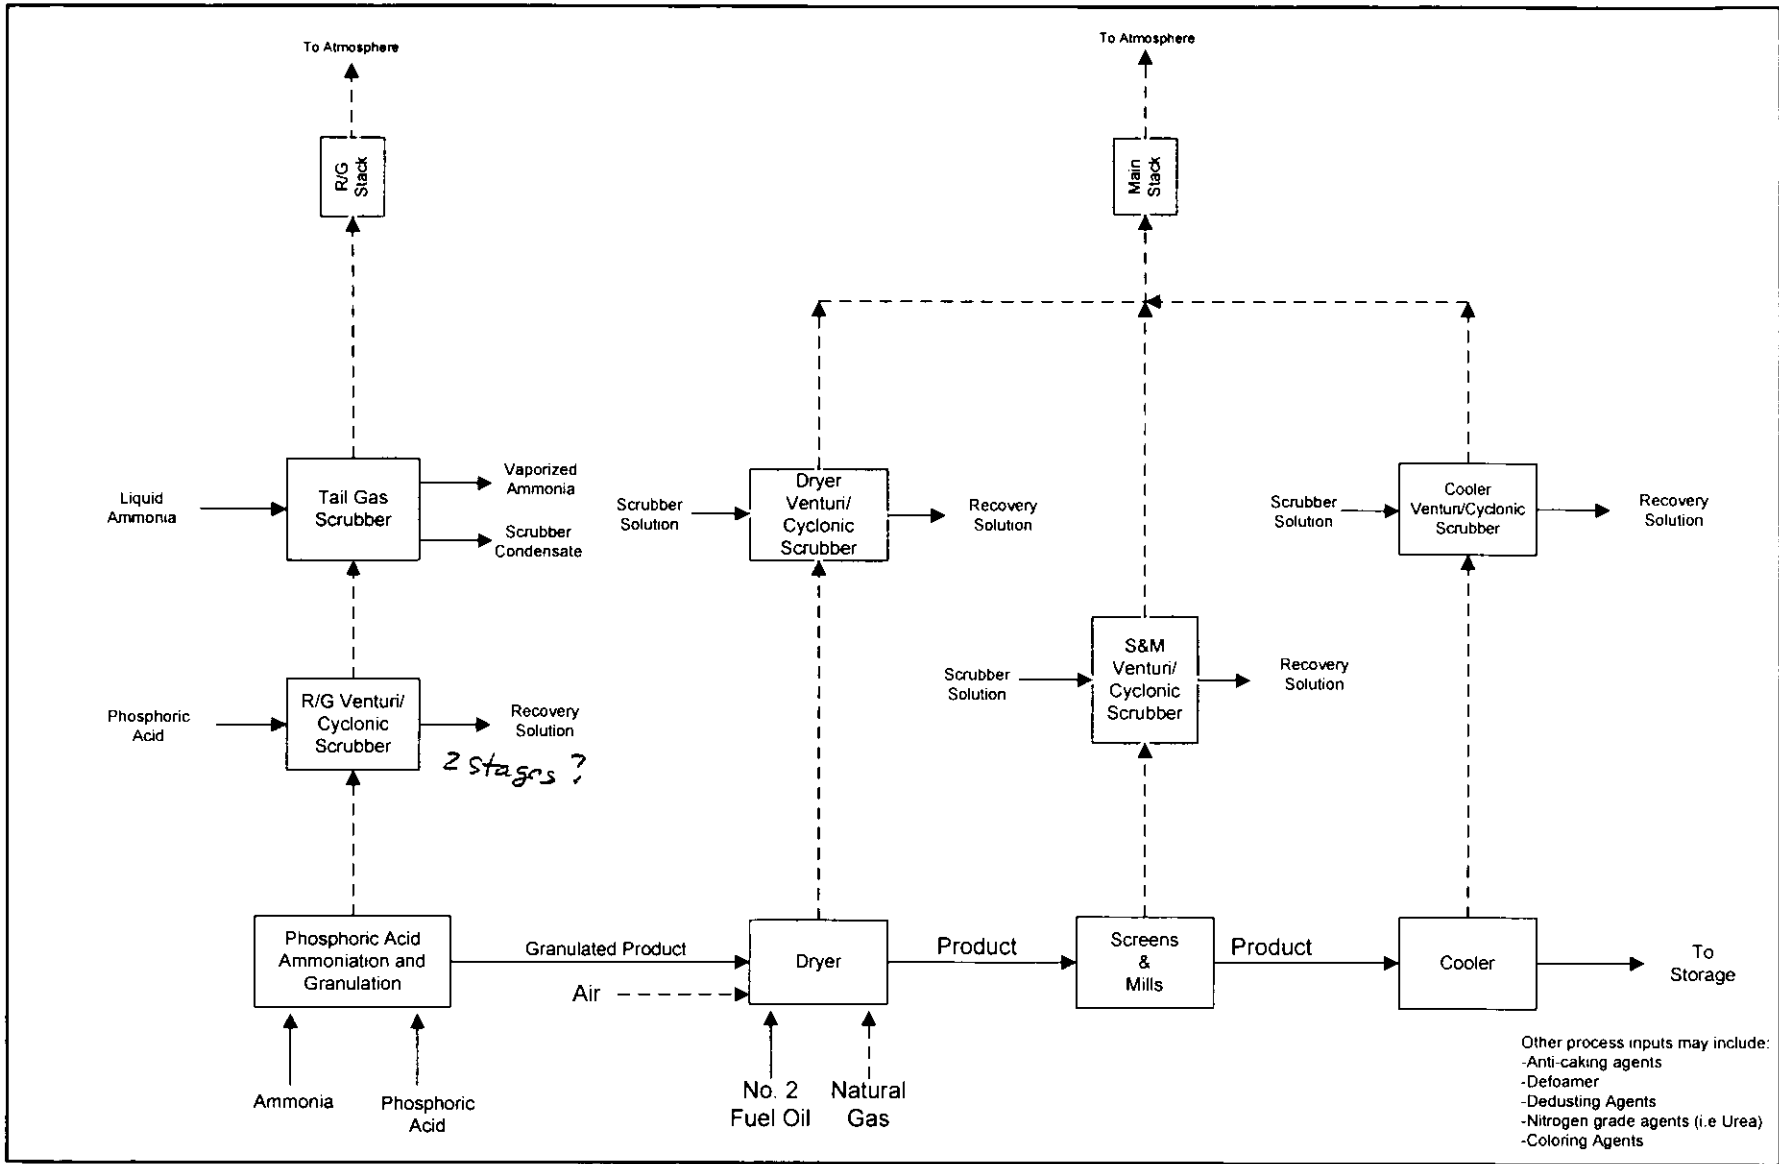 To Atmosphere
To Atmosphere
R/G
Stack
Main
Stack
Liquid
Ammonia
Tail Gas
Scrubber
Vaporized
Ammonia
Scrubber
Condensate
Scrubber
Solution
Dryer
Venturi/
Cyclonic
Scrubber
Recovery
Solution
Scrubber
Solution
Cooler
Venturi/Cyclonic
Scrubber
Recovery
Solution
Phosphoric
Acid
R/G Venturi/
Cyclonic
Scrubber
Recovery
Solution
2 stages ?
Scrubber
Solution
S&M
Venturi/
Cyclonic
Scrubber
Recovery
Solution
Phosphoric Acid
Ammoniation and
Granulation
Granulated Product
Air
Dryer
Product
Screens
&
Mills
Product
Cooler
To
Storage
Ammonia
Phosphoric
Acid
No. 2
Fuel Oil
Natural
Gas
Other process inputs may include:
-Anti-caking agents
-Defoamer
-Dedusting Agents
-Nitrogen grade agents (i.e Urea)
-Coloring Agents